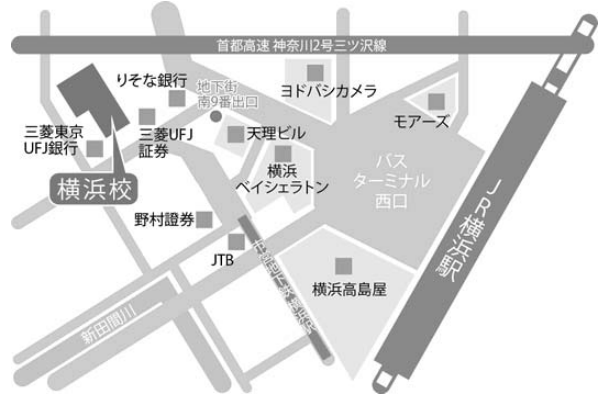 首都高速 神奈川2号三ツ沢線
りそな銀行
地下街
南9番出口
ヨドバシカメラ
モアーズ
三菱東京
UFJ銀行
三菱UFJ
証券
天理ビル
横浜
ベイシェラトン
バス
ターミナル
西口
JR横浜駅
横浜校
野村證券
JTB
横浜高島屋
新田間川